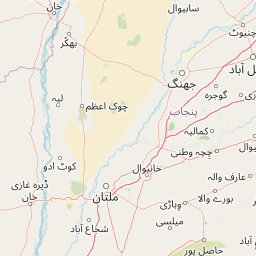 خان
ساہیوال
بھکر
چنیوٹ
ل آباد
جھنگ
گوجرہ
لیہ
چوک اعظم
پنجاب
کمالیہ
چچہ وطنی
کوٹ ادو
خانیوال
ڈیرہ غازی
خان
ملتان
عارف والہ
بورے والا
وہاڑی
میلسی
شجاع آباد
حاصل پور